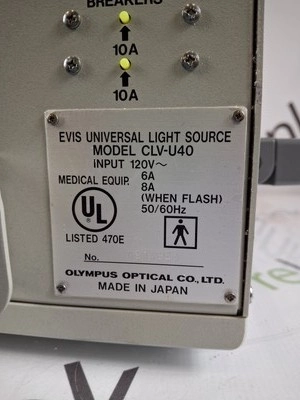 BREAKERS
10A
10A
EVIS UNIVERSAL LIGHT SOURCE
MODEL CLV-U40
INPUT 120V～
MEDICAL EQUIP. 6A
8A
(WHEN FLASH)
50/60Hz
UL
LISTED 470E
No.
OLYMPUS OPTICAL CO., LTD.
MADE IN JAPAN